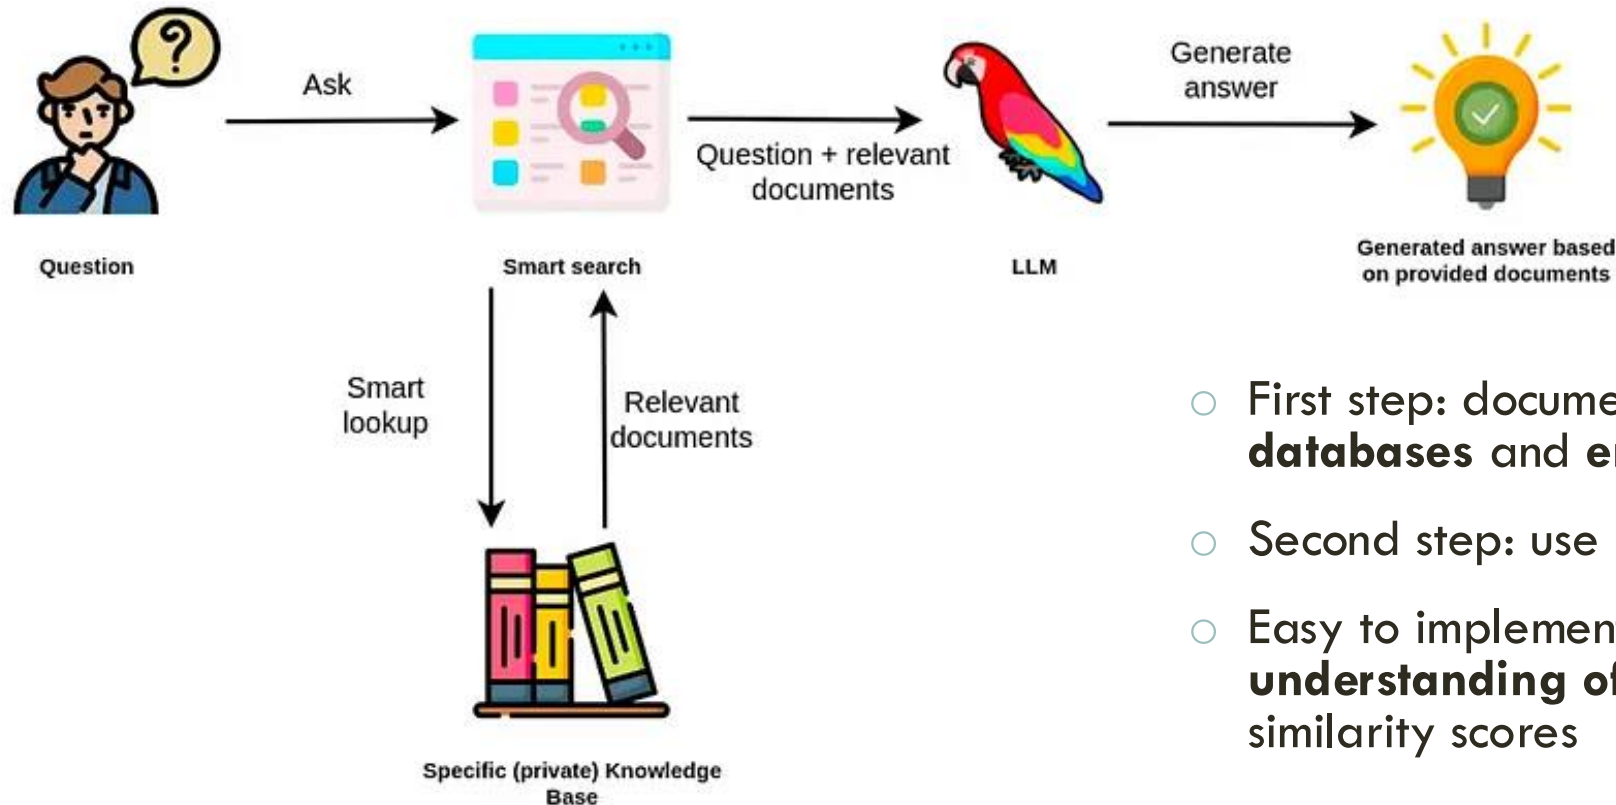 ?
Ask
Generate
answer
Question + relevant
documents
Question
Smart search
LLM
Generated answer based
on provided documents
Smart
lookup
Relevant
documents
Specific (private) Knowledge
Base
First step:
databases and
Second step: use
Easy to
understanding
similarity scores